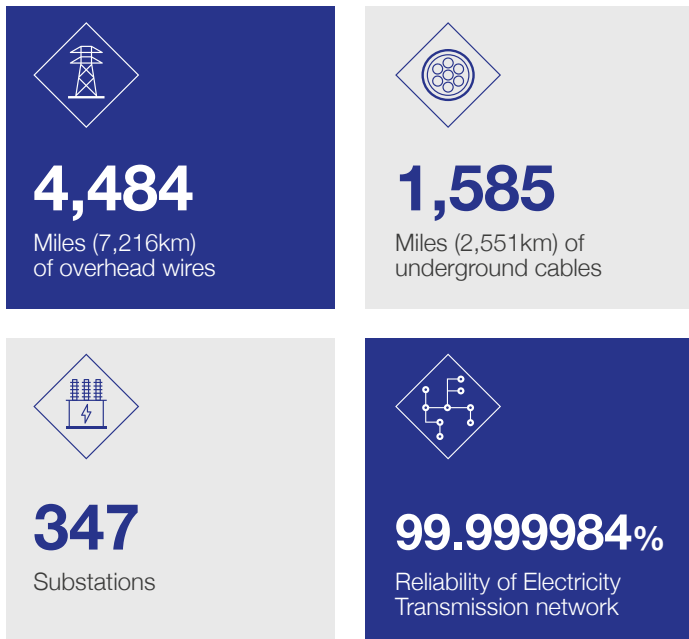 4,484
Miles (7,216km)
of overhead wires
1,585
Miles (2,551km) of
underground cables
347
Substations
99.999984%
Reliability of Electricity
Transmission network